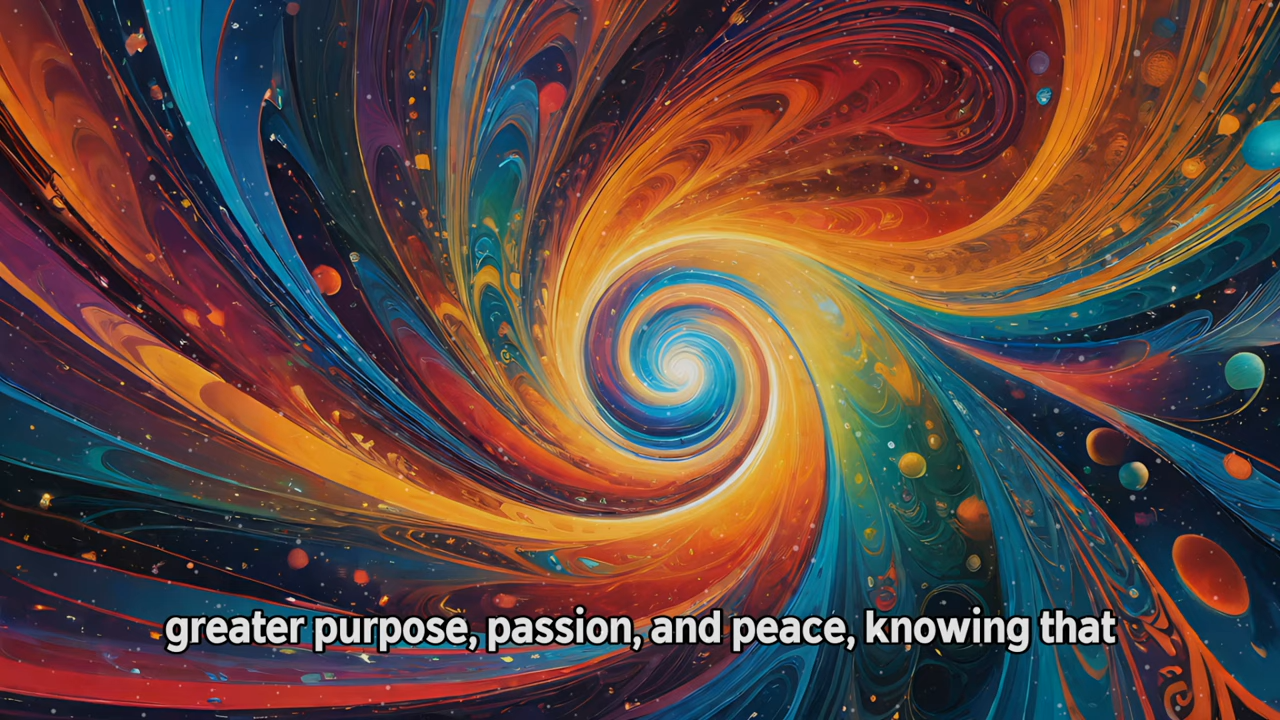 greater purpose, passion, and peace, knowing that